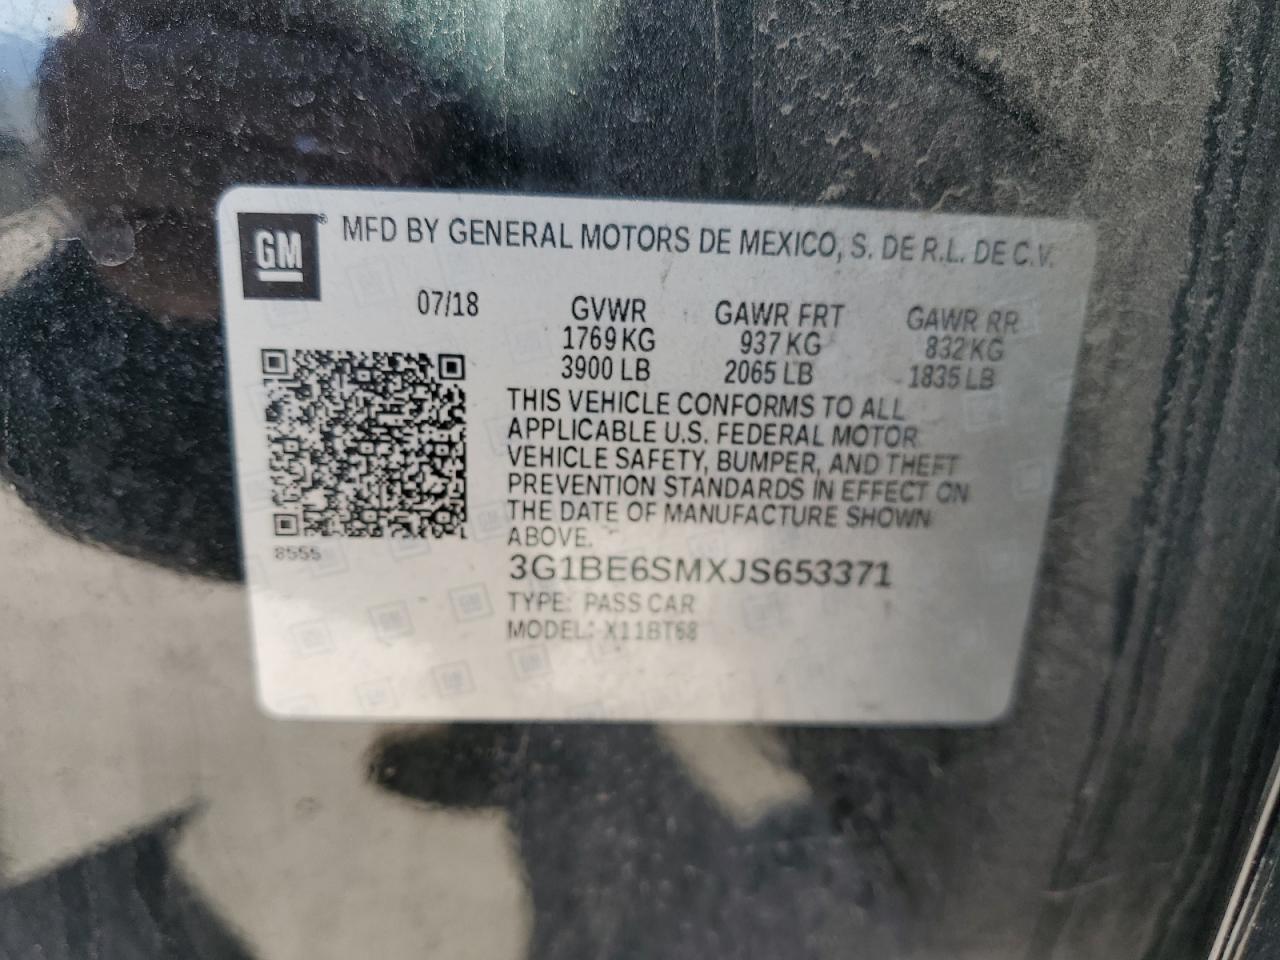 GM
MFD BY GENERAL MOTORS DE MEXICO, S. DE R.L. DE C.V.
07/18 GVWR GAWR FRT GAWR RR
1769 KG 937 KG 832 KG
3900 LB 2065 LB 1835 LB
THIS VEHICLE CONFORMS TO ALL
APPLICABLE U.S. FEDERAL MOTOR
VEHICLE SAFETY, BUMPER, AND THEFT
PREVENTION STANDARDS IN EFFECT ON
THE DATE OF MANUFACTURE SHOWN
ABOVE.
8555
3G1BE6SMXJS653371
TYPE: PASS CAR
MODEL: X11BT68